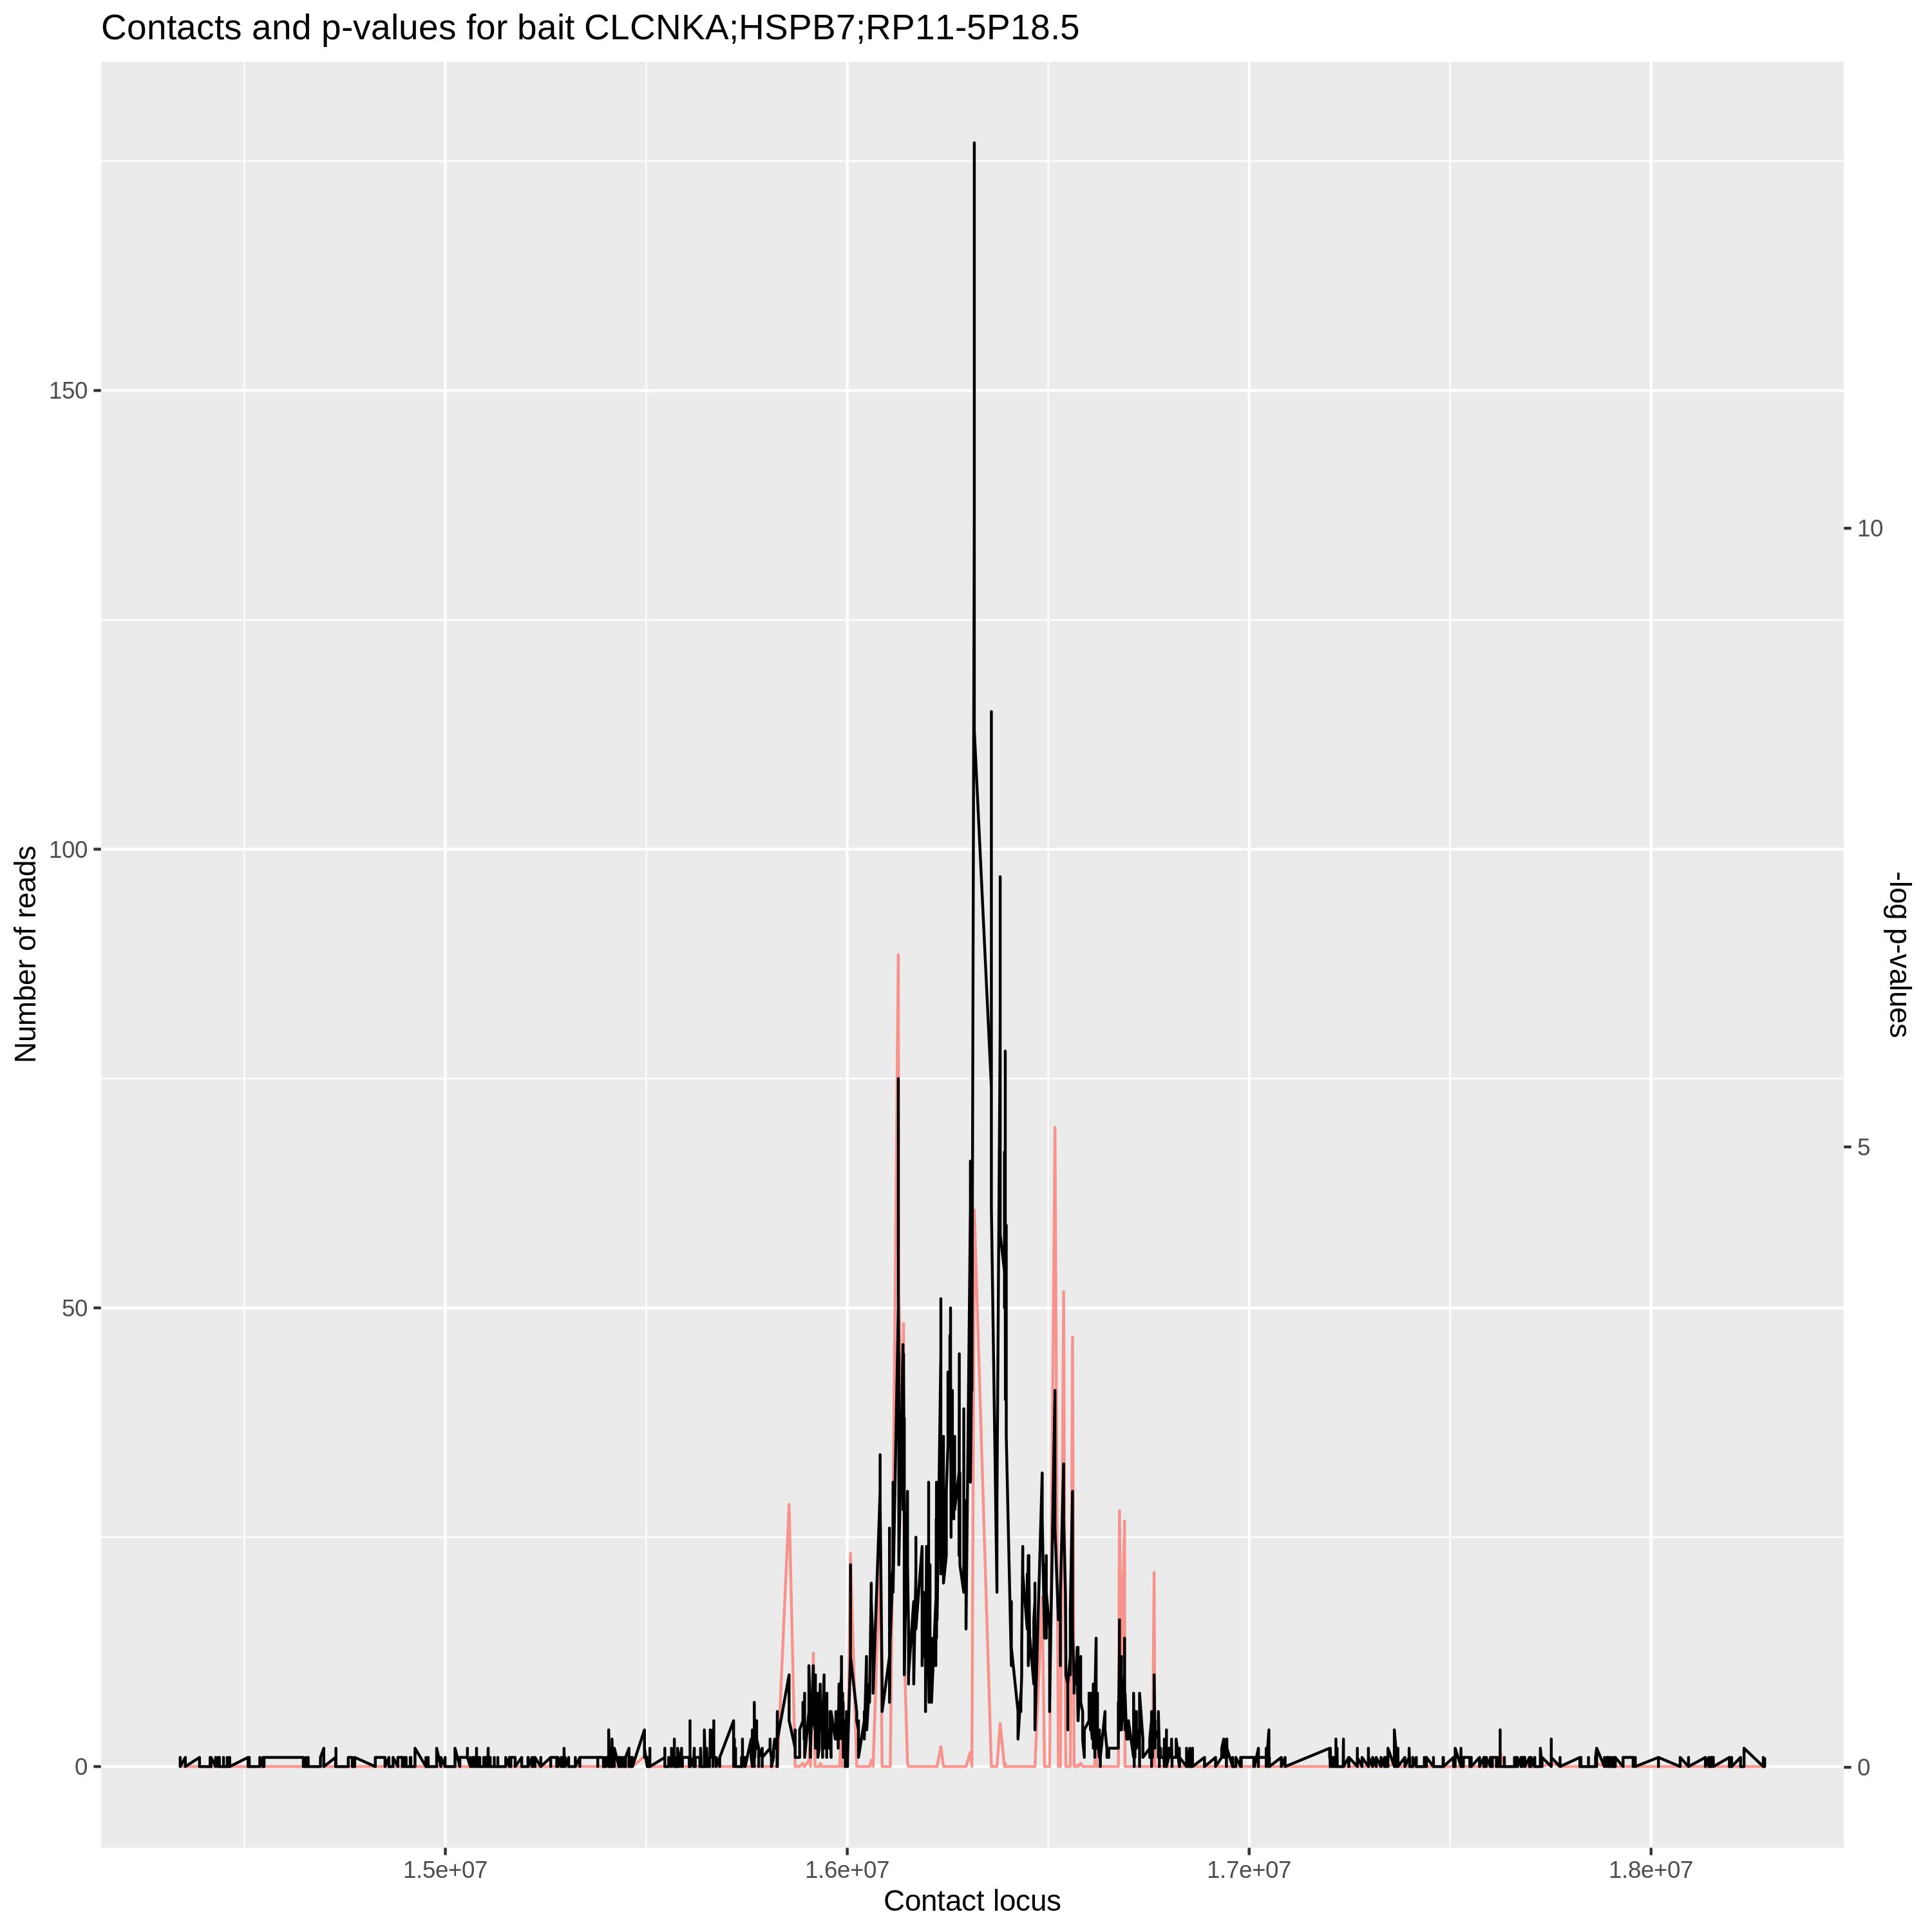 Contacts and p-values for bait CLCNKA;HSPB7;RP11-5P18.5
150
100
50
0
Number of reads
10
5
0
-log p-values
1.5e+07
1.6e+07
1.7e+07
1.8e+07
Contact locus